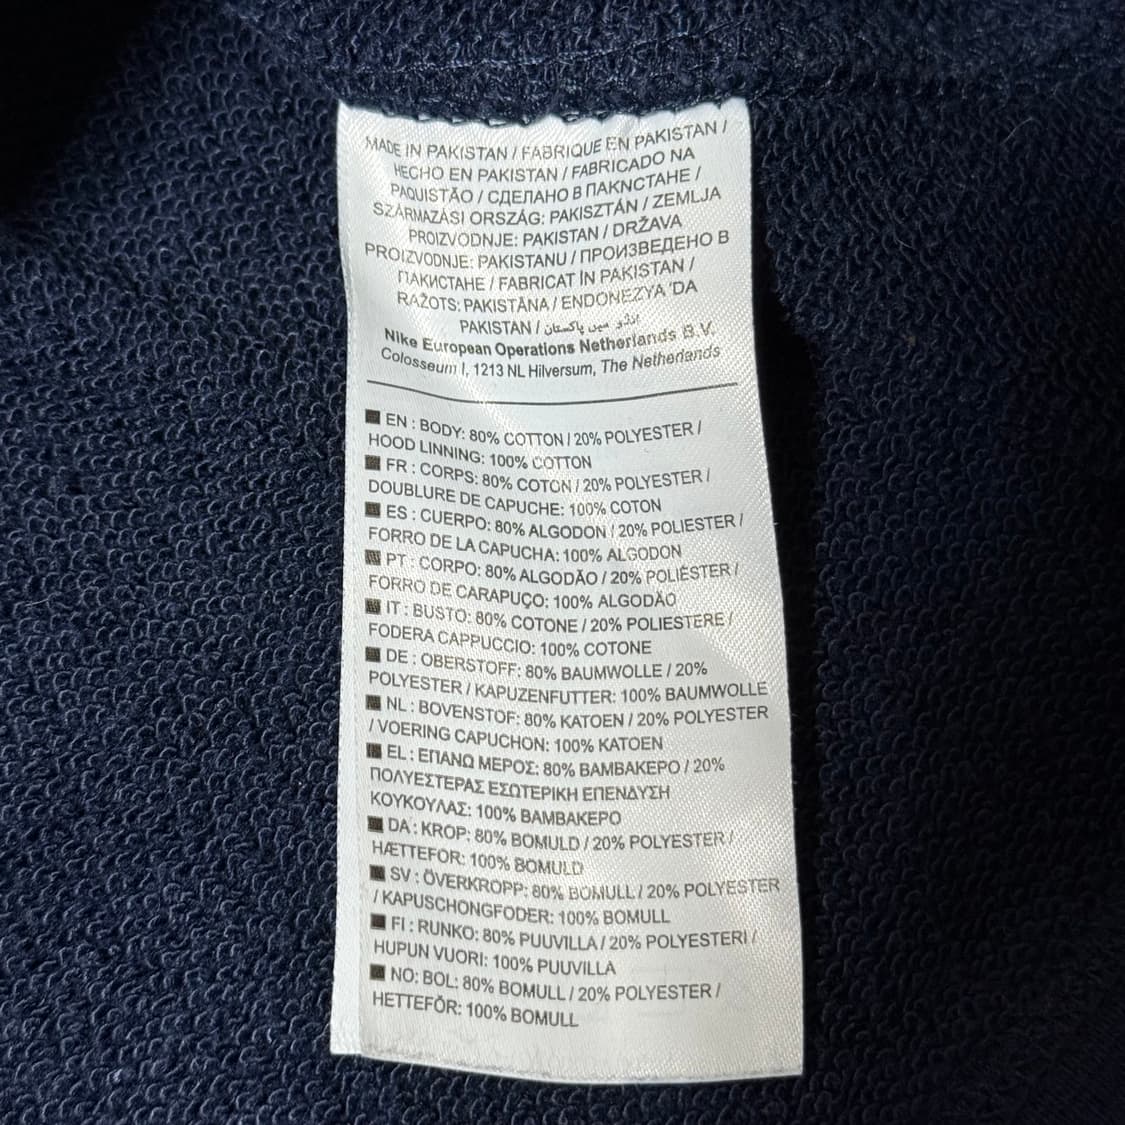 MADE IN PAKISTAN / FABRIQUE EN PAKISTAN /
HECHO EN PAKISTAN / FABRICADO NA
PAQUISTÃO / СДЕЛАНО В ПАКNСТАНЕ /
SZÁRMAZÁSI ORSZÁG: PAKISZTÁN / ZEMLJA
PROIZVODNJE: PAKISTAN / DRŽAVA
PROIZVODNJE: PAKISTANU / ПРОИЗВЕДЕНО В
ПАКИСТАНЕ / FABRICAT ÎN PAKISTAN /
RAŽOTS: PAKISTĀNA / ENDONEZYA'DA
PAKISTAN / میں پاکستان
Nike European Operations Netherlands B.V.
Colosseum I, 1213 NL Hilversum, The Netherlands
EN : BODY: 80% COTTON / 20% POLYESTER /
HOOD LINNING: 100% COTTON
FR : CORPS: 80% COTON / 20% POLYESTER /
DOUBLURE DE CAPUCHE: 100% COTON
ES : CUERPO: 80% ALGODON / 20% POLIESTER /
FORRO DE LA CAPUCHA: 100% ALGODON
PT : CORPO: 80% ALGODÃO / 20% POLIÉSTER /
FORRO DE CARAPUÇO: 100% ALGODÃO
IT : BUSTO: 80% COTONE / 20% POLIESTERE /
FODERA CAPPUCCIO: 100% COTONE
DE : OBERSTOFF: 80% BAUMWOLLE / 20%
POLYESTER / KAPUZENFUTTER: 100% BAUMWOLLE
NL : BOVENSTOF: 80% KATOEN / 20% POLYESTER
/ VOERING CAPUCHON: 100% KATOEN
EL : ΕΠΑΝΩ ΜΕΡΟΣ: 80% ΒΑΜΒΑΚΕΡΟ / 20%
ΠΟΛΥΕΣΤΕΡΑΣ ΕΣΩΤΕΡΙΚΗ ΕΠΕΝΔΥΣΗ
ΚΟΥΚΟΥΛΑΣ: 100% ΒΑΜΒΑΚΕΡΟ
DA : KROP: 80% BOMULD / 20% POLYESTER /
HÆTTEFOR: 100% BOMULD
SV : ÖVERKROPP: 80% BOMULL / 20% POLYESTER
/ KAPUSCHONGFODER: 100% BOMULL
FI : RUNKO: 80% PUUVILLA / 20% POLYESTERI /
HUPUN VUORI: 100% PUUVILLA
NO: BOL: 80% BOMULL / 20% POLYESTER /
HETTEFŎR: 100% BOMULL